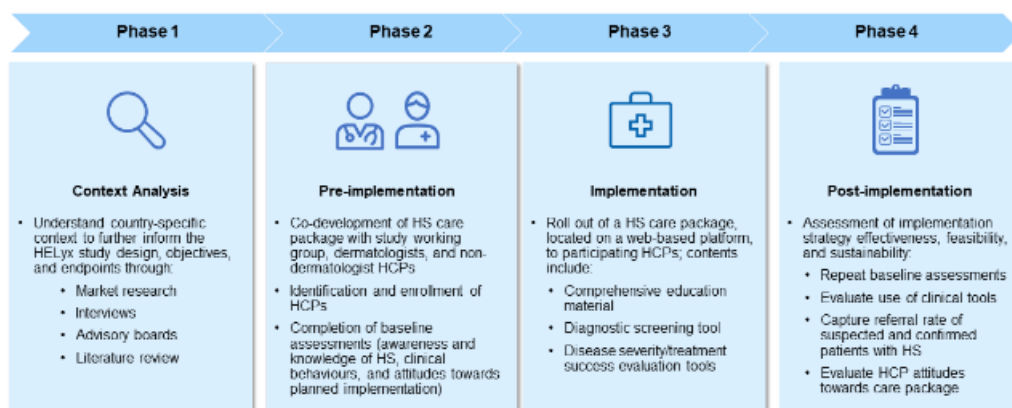 Phase 1
Phase 2
Phase 3
Phase 4
Context Analysis
• Understand country-specific
context to further inform the
HELyx study design, objectives,
and endpoints through:
• Market research
• Interviews
• Advisory boards
• Literature review
Pre-implementation
• Co-development of HS care
package with study working
group, dermatologists, and non-
dermatologist HCPs
• Identification and enrollment of
HCPs
• Completion of baseline
assessments (awareness and
knowledge of HS, clinical
behaviours, and attitudes towards
planned implementation)
Implementation
• Roll out of a HS care package,
located on a web-based platform,
to participating HCPs; contents
include:
• Comprehensive education
material
• Diagnostic screening tool
• Disease severity/treatment
success evaluation tools
Post-implementation
• Assessment of implementation
strategy effectiveness, feasibility,
and sustainability:
• Repeat baseline assessments
• Evaluate use of clinical tools
• Capture referral rate of
suspected and confirmed
patients with HS
• Evaluate HCP attitudes
towards care package